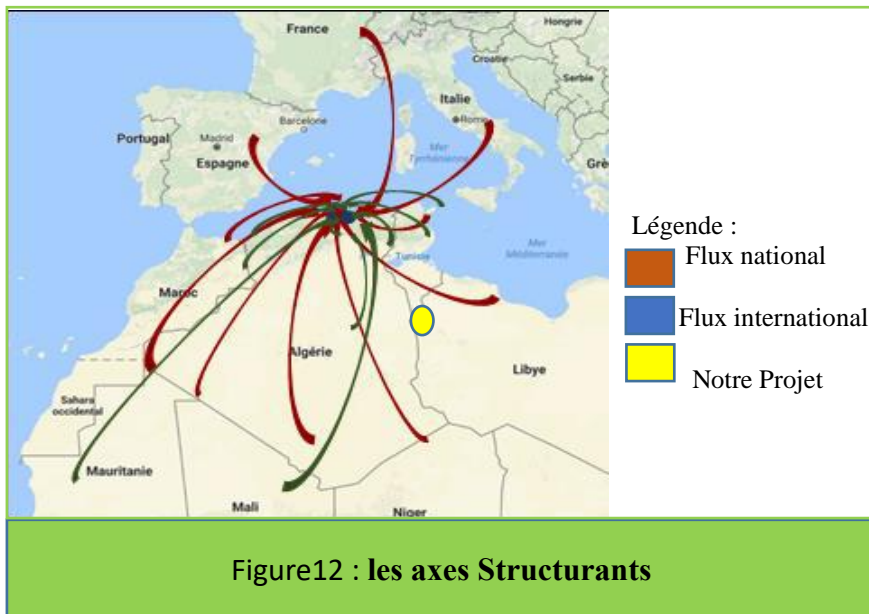 France
Hongrie
Croatie
Serbie
Italie
Rome
Barcelone
Portugal
Madrid
Espagne
Mer
Tyrrhénienne
Grè
Tunisie
Mer
Méditerranée
Maroc
Algérie
Libye
Sahara
occidental
Mauritanie
Mali
Niger
Légende :
Flux national
Flux international
Notre Projet
Figure12 : les axes Structurants